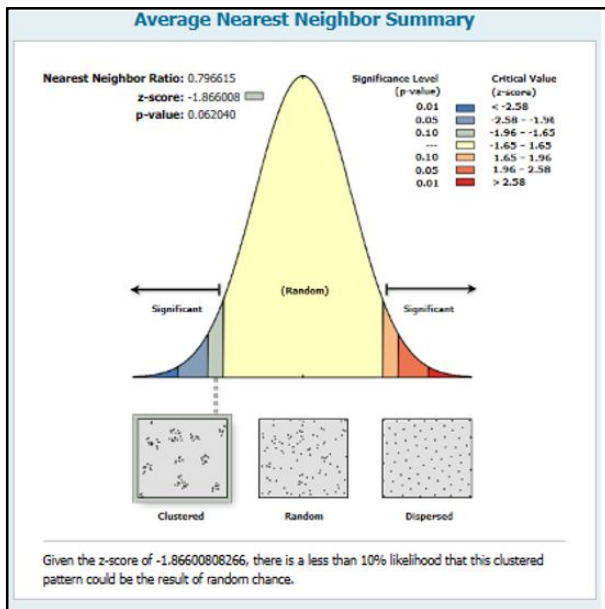 Average Nearest Neighbor Summary
Nearest Neighbor Ratio: 0.796615
z-score: -1.866008
p-value: 0.062040
Significance Level
(p-value)
0.01
0.05
0.10
---
0.10
0.05
0.01
Critical Value
(z-score)
< -2.58
-2.58 - -1.96
-1.96 - -1.65
-1.65 - 1.65
1.65 - 1.96
1.96 - 2.58
> 2.58
Significant
(Random)
Significant
Clustered
Random
Dispersed
Given the z-score of -1.86600808266, there is a less than 10% likelihood that this clustered
pattern could be the result of random chance.